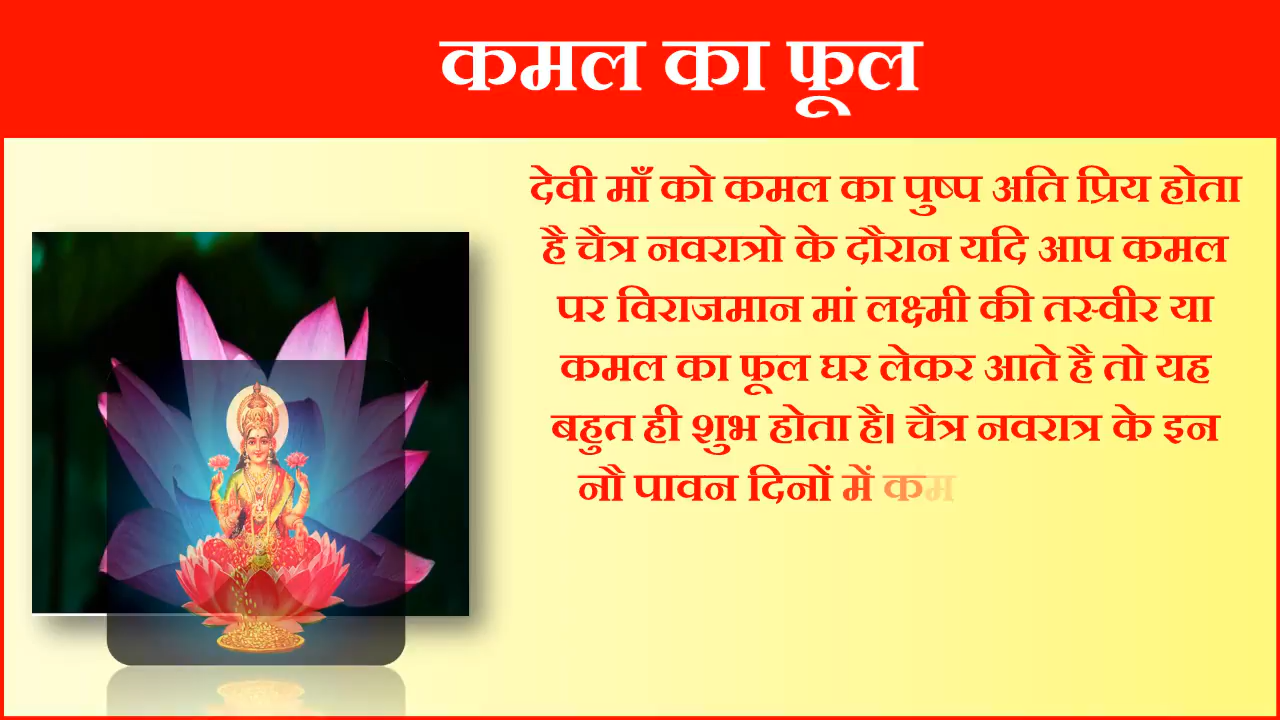 कमल का फूल
देवी माँ को कमल का पुष्प अति प्रिय होता
है चैत्र नवरात्रो के दौरान यदि आप कमल
पर विराजमान मां लक्ष्मी की तस्वीर या
कमल का फूल घर लेकर आते है तो यह
बहुत ही शुभ होता है। चैत्र नवरात्र के इन
नौ पावन दिनों में कम